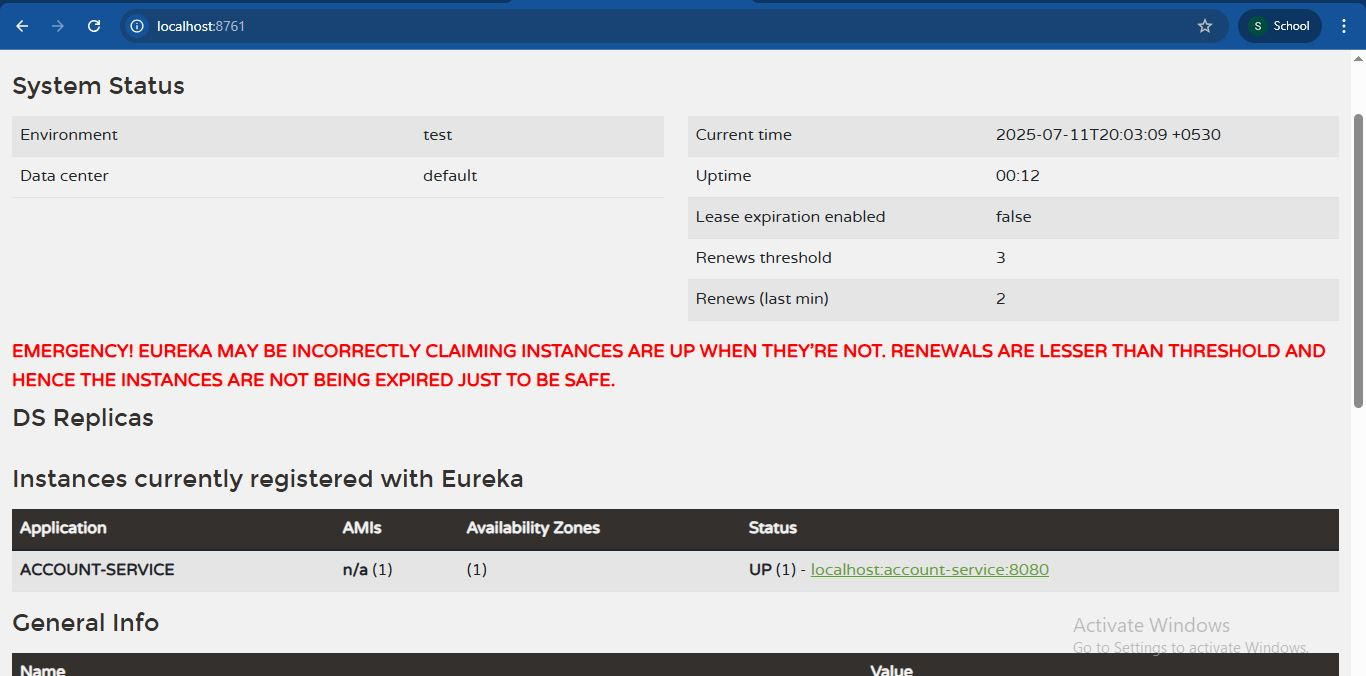 localhost:8761
S School
System Status
Environment test
Data center default
Current time 2025-07-11T20:03:09 +0530
Uptime 00:12
Lease expiration enabled false
Renews threshold 3
Renews (last min) 2
EMERGENCY! EUREKA MAY BE INCORRECTLY CLAIMING INSTANCES ARE UP WHEN THEY'RE NOT. RENEWALS ARE LESSER THAN THRESHOLD AND
HENCE THE INSTANCES ARE NOT BEING EXPIRED JUST TO BE SAFE.
DS Replicas
Instances currently registered with Eureka
Application AMIs Availability Zones Status
ACCOUNT-SERVICE n/a (1) (1) UP (1) - localhost:account-service:8080
General Info
Activate Windows
Go to Settings to activate Windows.
Name Value